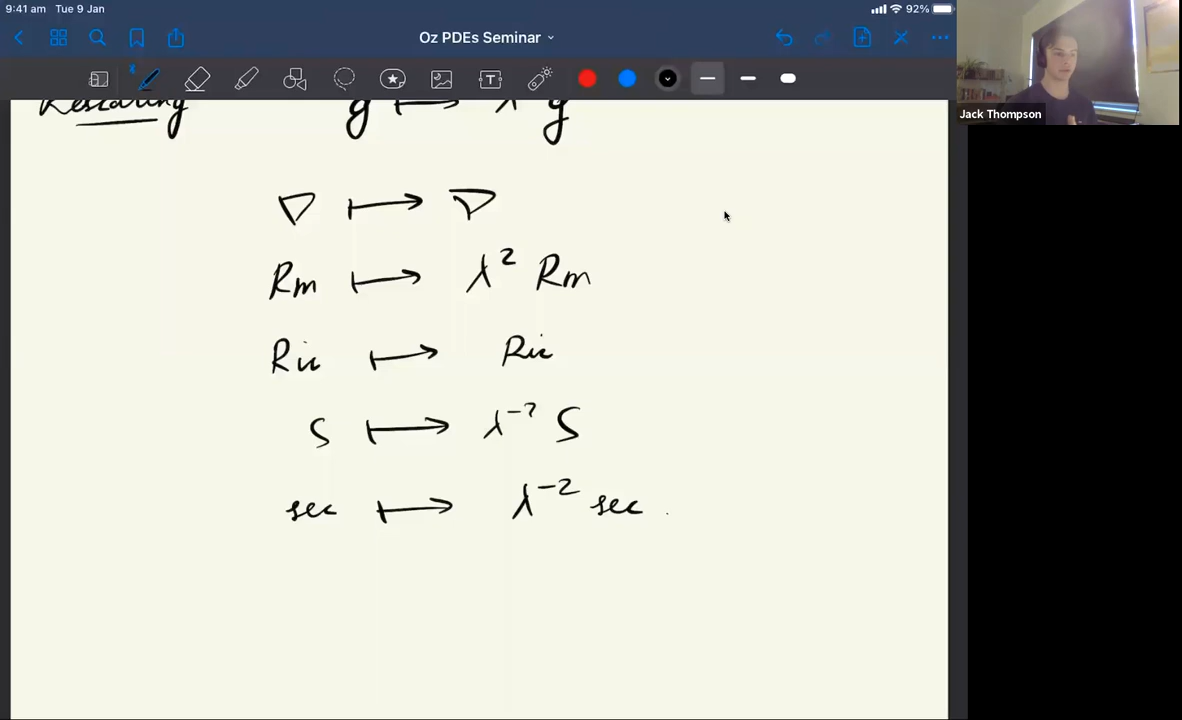 9:41 am Tue 9 Jan 92%
Oz PDEs Seminar
Jack Thompson
Rescaling g ↦ λ g
∇ ↦ ∇
Rm ↦ λ² Rm
Ric ↦ Ric
S ↦ λ⁻² S
sec ↦ λ⁻² sec.